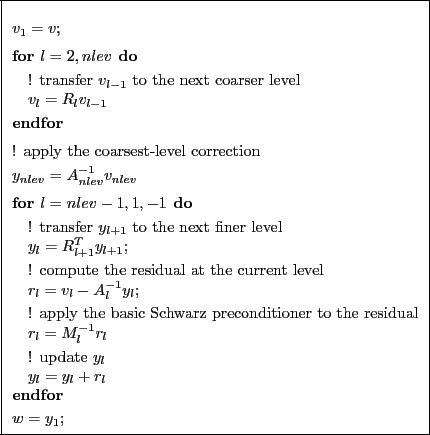 v_1 = v;
for l = 2, nlev do
! transfer v_{l-1} to the next coarser level
v_l = R_l v_{l-1}
endfor
! apply the coarsest-level correction
y_{nlev} = A_{nlev}^{-1} v_{nlev}
for l = nlev - 1, 1, -1 do
! transfer y_{l+1} to the next finer level
y_l = R_{l+1}^T y_{l+1};
! compute the residual at the current level
r_l = v_l - A_l^{-1} y_l;
! apply the basic Schwarz preconditioner to the residual
r_l = M_l^{-1} r_l
! update y_l
y_l = y_l + r_l
endfor
w = y_1;